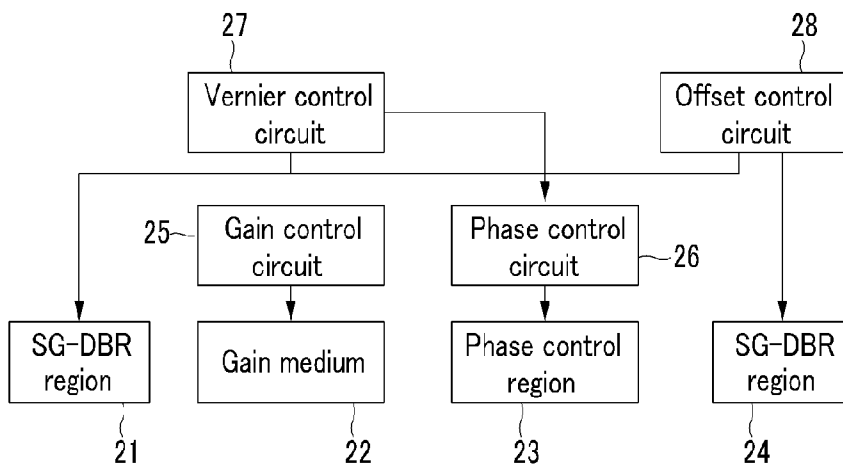 27
28
Vernier control
circuit
Offset control
circuit
25
Gain control
circuit
Phase control
circuit
26
SG-DBR
region
Gain medium
Phase control
region
SG-DBR
region
21
22
23
24